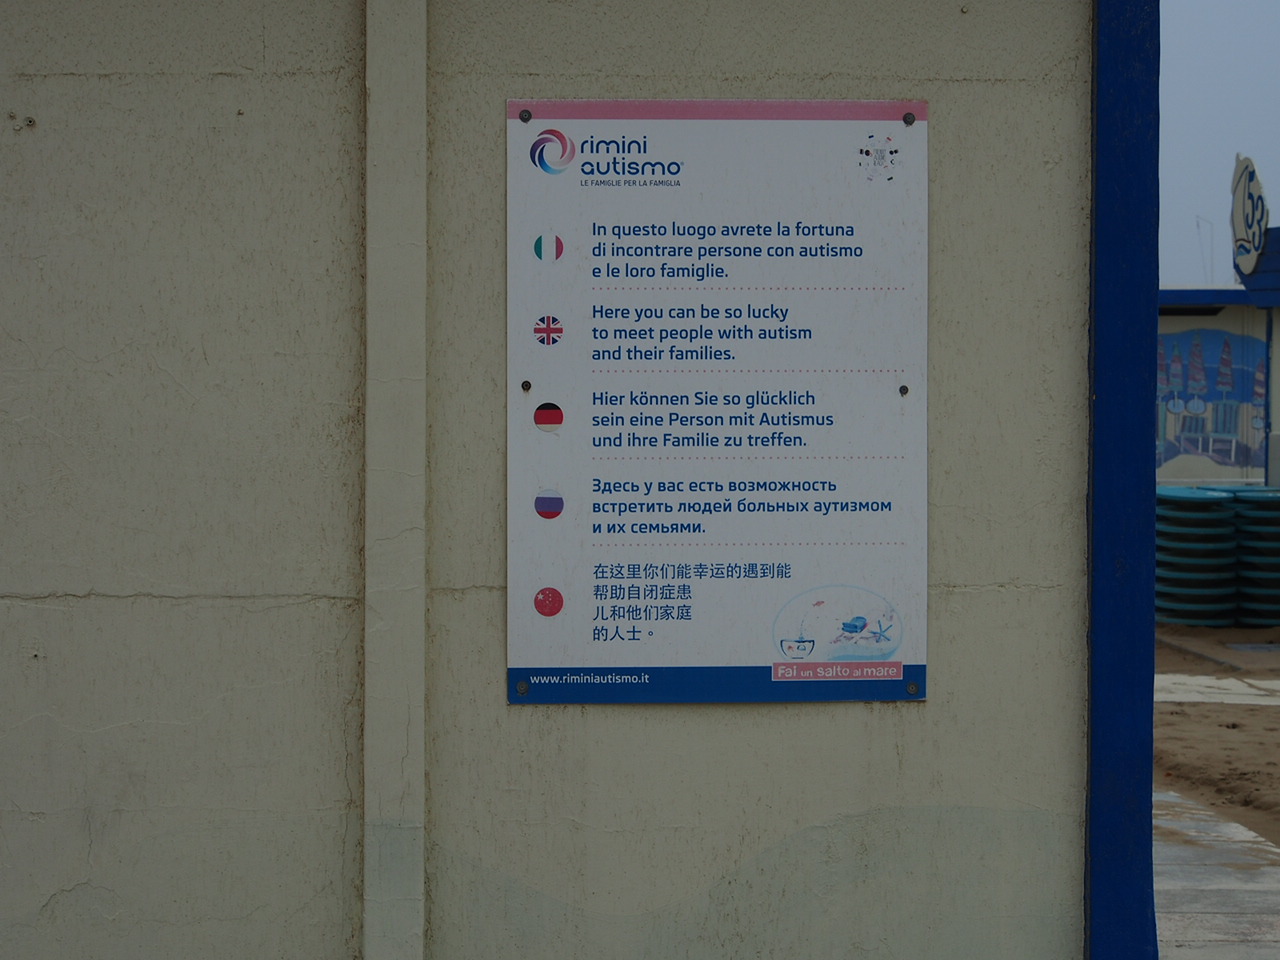 rimini
autismo
LE FAMIGLIE PER LA FAMIGLIA
In questo luogo avrete la fortuna
di incontrare persone con autismo
e le loro famiglie.
Here you can be so lucky
to meet people with autism
and their families.
Hier können Sie so glücklich
sein eine Person mit Autismus
und ihre Familie zu treffen.
Здесь у вас есть возможность
встретить людей больных аутизмом
и их семьями.
在这里你们能幸运的遇到能
帮助自闭症患
儿和他们家庭
的人士。
www.riminiautismo.it
Fai un salto al mare
53